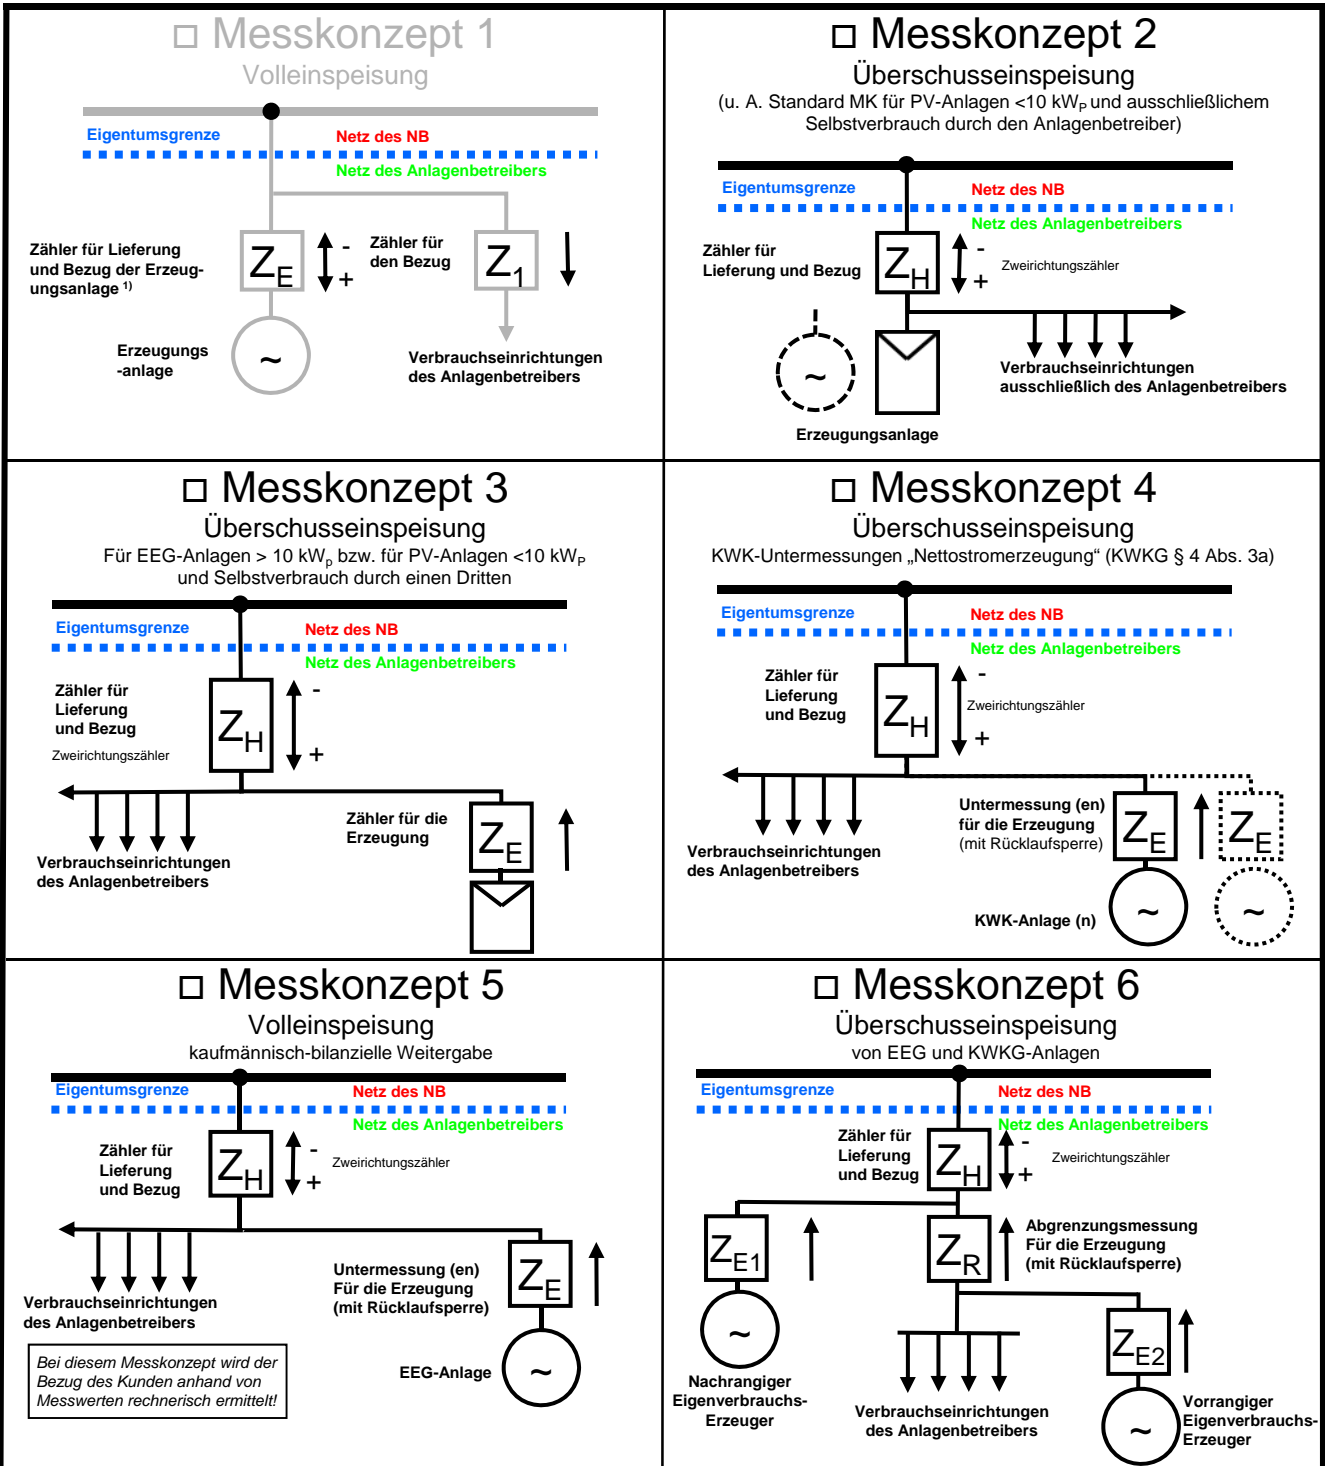 □ Messkonzept 1
Volleinspeisung
Eigentumsgrenze
Netz des NB
Netz des Anlagenbetreibers
Zähler für Lieferung
und Bezug der Erzeug-
ungsanlage 1)
ZE
-
+
Zähler für
den Bezug
Z1
Erzeugungs
-anlage
~
Verbrauchseinrichtungen
des Anlagenbetreibers
□ Messkonzept 2
Überschusseinspeisung
(u. A. Standard MK für PV-Anlagen <10 kWP und ausschließlichem
Selbstverbrauch durch den Anlagenbetreiber)
Eigentumsgrenze
Netz des NB
Netz des Anlagenbetreibers
Zähler für
Lieferung und Bezug
ZH
-
+
Zweirichtungszähler
~
Verbrauchseinrichtungen
ausschließlich des Anlagenbetreibers
Erzeugungsanlage
□ Messkonzept 3
Überschusseinspeisung
Für EEG-Anlagen > 10 kWp bzw. für PV-Anlagen <10 kWP
und Selbstverbrauch durch einen Dritten
Eigentumsgrenze
Netz des NB
Netz des Anlagenbetreibers
Zähler für
Lieferung
und Bezug
Zweirichtungszähler
ZH
-
+
Zähler für die
Erzeugung
ZE
Verbrauchseinrichtungen
des Anlagenbetreibers
□ Messkonzept 4
Überschusseinspeisung
KWK-Untermessungen „Nettostromerzeugung“ (KWKG § 4 Abs. 3a)
Eigentumsgrenze
Netz des NB
Netz des Anlagenbetreibers
Zähler für
Lieferung
und Bezug
ZH
-
+
Zweirichtungszähler
Untermessung (en)
für die Erzeugung
(mit Rücklaufsperre)
ZE
ZE
Verbrauchseinrichtungen
des Anlagenbetreibers
KWK-Anlage (n)
~
~
□ Messkonzept 5
Volleinspeisung
kaufmännisch-bilanzielle Weitergabe
Eigentumsgrenze
Netz des NB
Netz des Anlagenbetreibers
Zähler für
Lieferung
und Bezug
ZH
-
+
Zweirichtungszähler
Untermessung (en)
Für die Erzeugung
(mit Rücklaufsperre)
ZE
Verbrauchseinrichtungen
des Anlagenbetreibers
EEG-Anlage
~
Bei diesem Messkonzept wird der
Bezug des Kunden anhand von
Messwerten rechnerisch ermittelt!
□ Messkonzept 6
Überschusseinspeisung
von EEG und KWKG-Anlagen
Eigentumsgrenze
Netz des NB
Netz des Anlagenbetreibers
Zähler für
Lieferung
und Bezug
ZH
-
+
Zweirichtungszähler
ZE1
ZR
Abgrenzungsmessung
Für die Erzeugung
(mit Rücklaufsperre)
~
ZE2
Nachrangiger
Eigenverbrauchs-
Erzeuger
Verbrauchseinrichtungen
des Anlagenbetreibers
~
Vorrangiger
Eigenverbrauchs-
Erzeuger